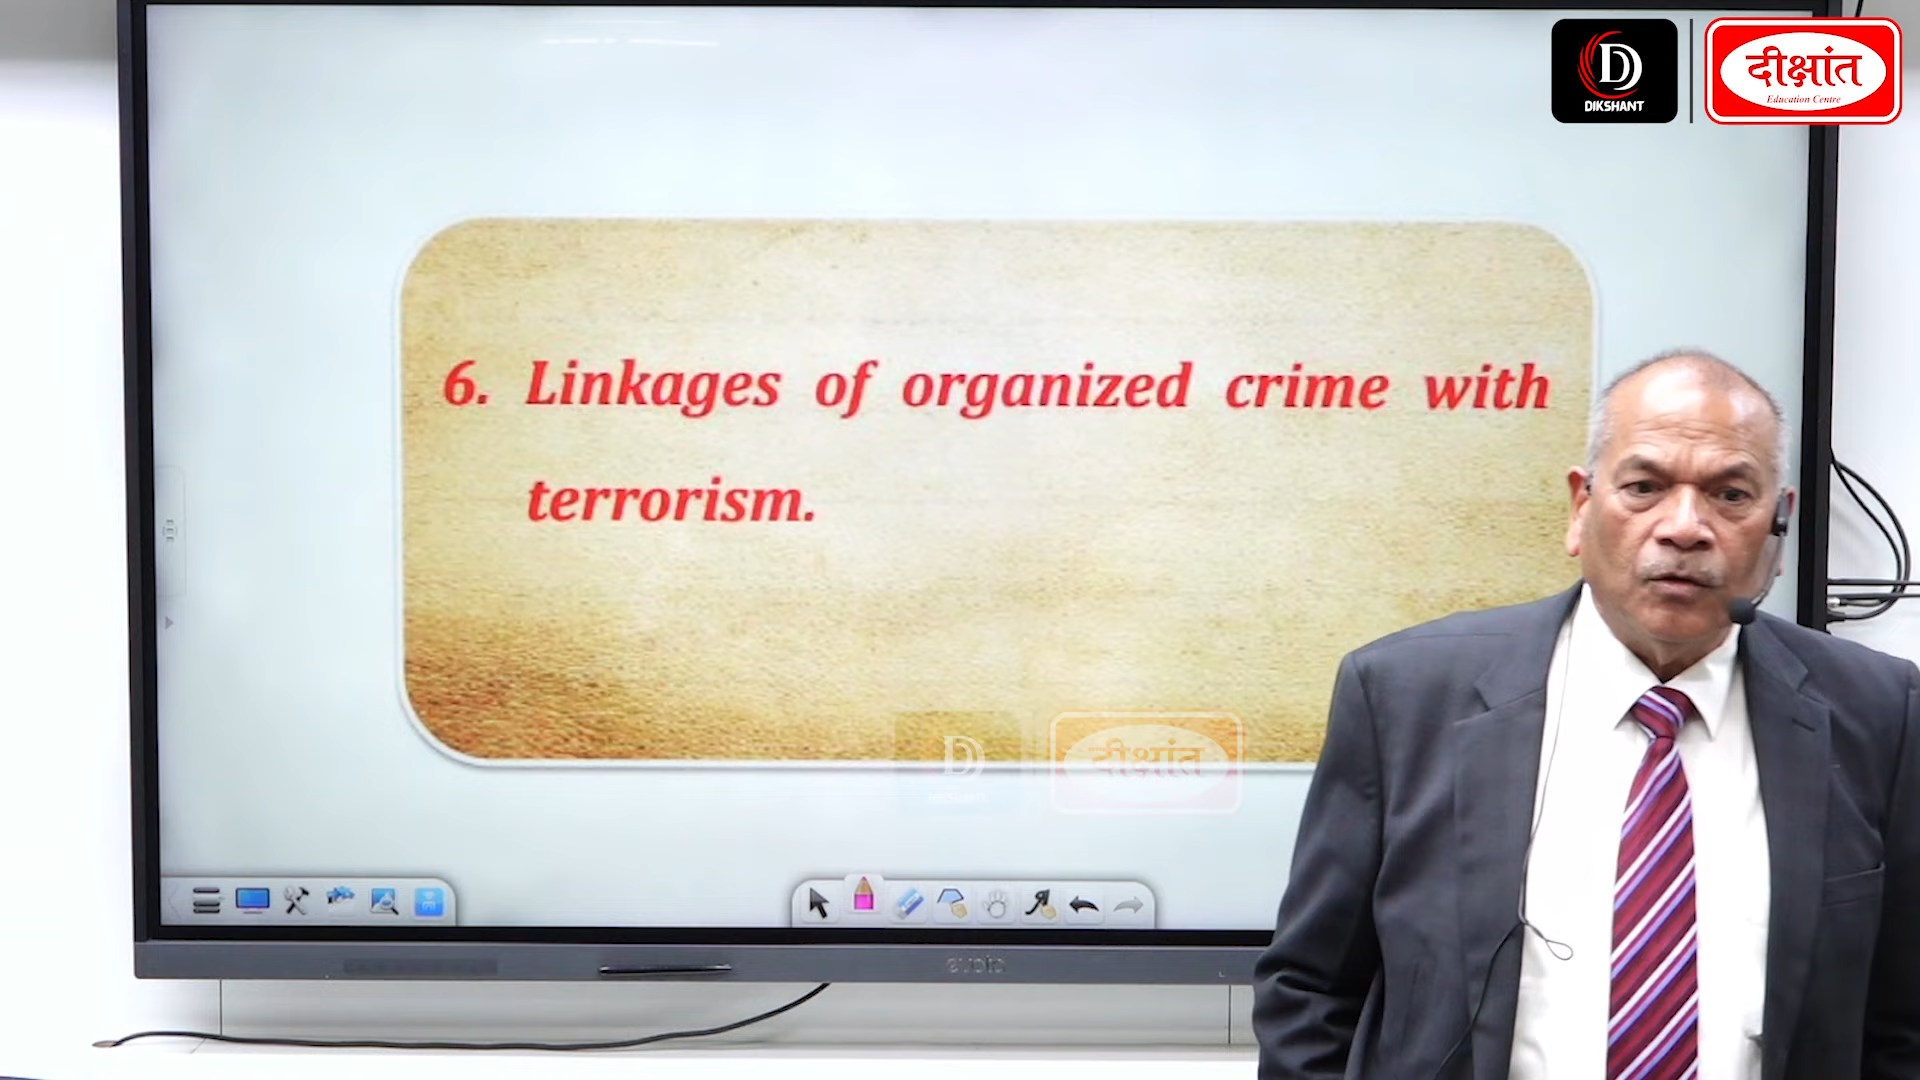 DIKSHANT
दीक्षांत
Education Centre
6. Linkages of organized crime with
terrorism.
दीक्षांत